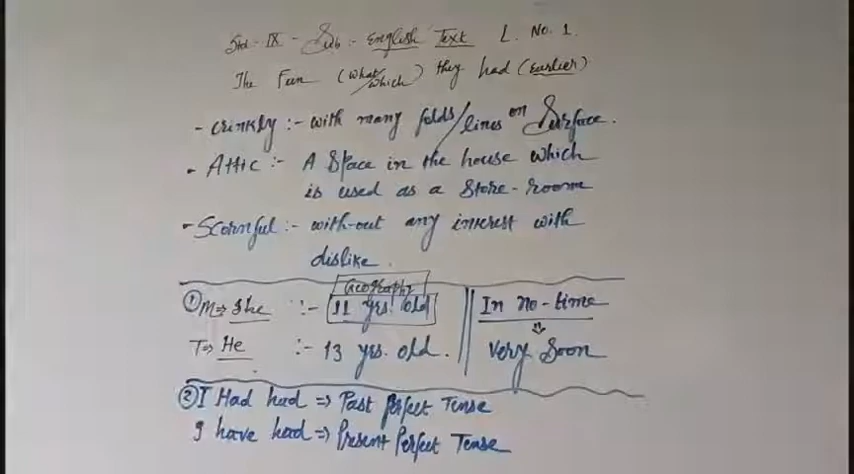 Std - IX - Sub :- English Text L. No. 1.
The Fun (What/which) they had (Earlier)
- Crinkly :- with many folds/lines on Surface.
- Attic :- A Space in the house which
is used as a Store-room
- Scornful :- with-out any interest with
dislike.
Geography
① M⇒ She :- 11 yrs. old
In no-time
T⇒ He :- 13 yrs. old.
⇓
Very Soon
② I Had had ⇒ Past perfect Tense
I have had ⇒ Present Perfect Tense